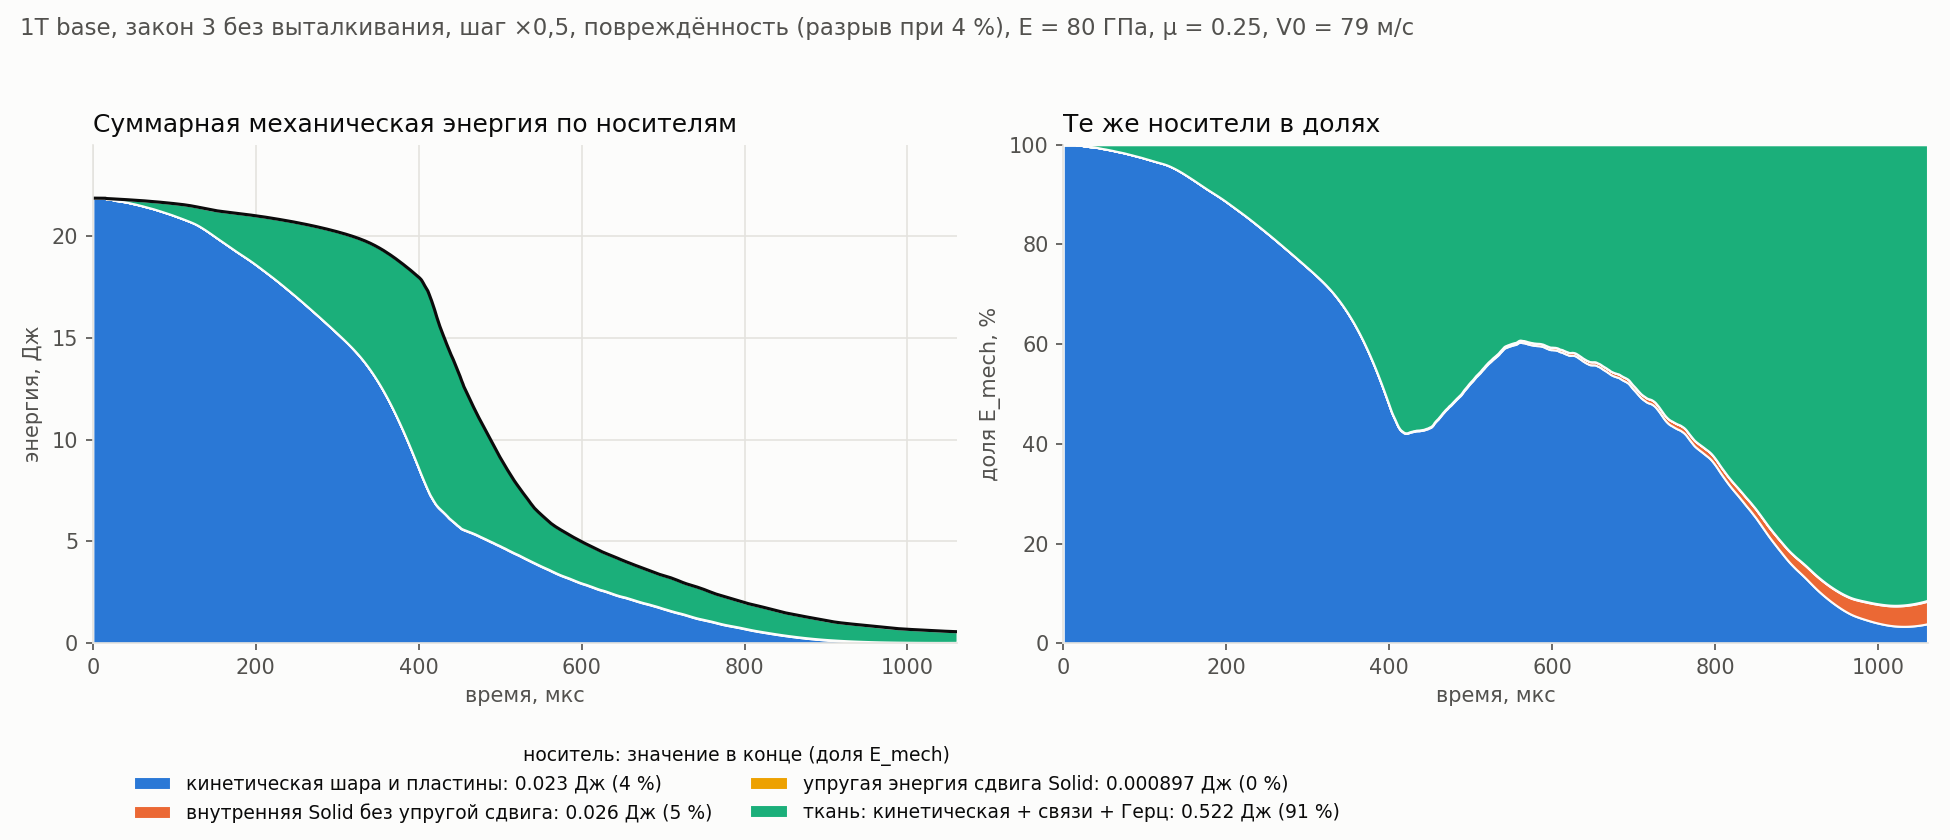 1T base, закон 3 без выталкивания, шаг ×0,5, повреждённость (разрыв при 4 %), E = 80 ГПа, μ = 0.25, V0 = 79 м/с
Суммарная механическая энергия по носителям
Те же носители в долях
энергия, Дж
20
15
10
5
0
0 200 400 600 800 1000
время, мкс
доля E_mech, %
100
80
60
40
20
0
0 200 400 600 800 1000
время, мкс
носитель: значение в конце (доля E_mech)
кинетическая шара и пластины: 0.023 Дж (4 %)
внутренняя Solid без упругой сдвига: 0.026 Дж (5 %)
упругая энергия сдвига Solid: 0.000897 Дж (0 %)
ткань: кинетическая + связи + Герц: 0.522 Дж (91 %)